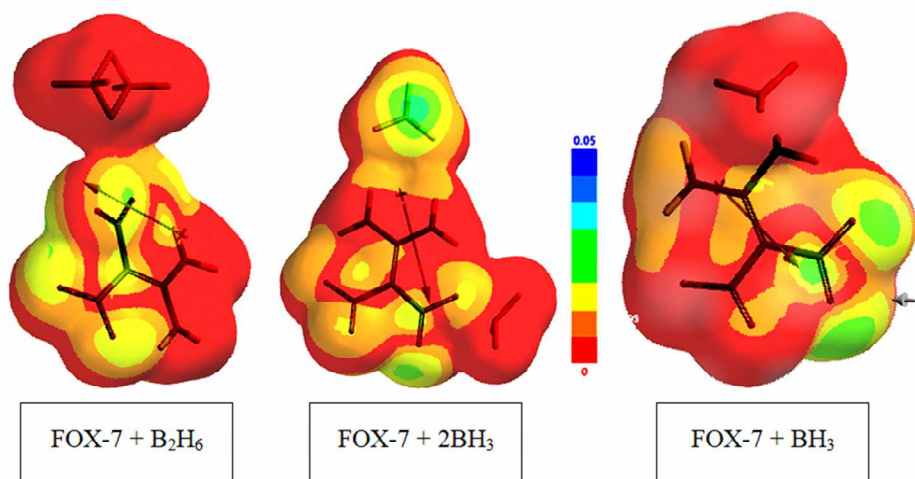 0.05
0
FOX-7 + B₂H₆
FOX-7 + 2BH₃
FOX-7 + BH₃